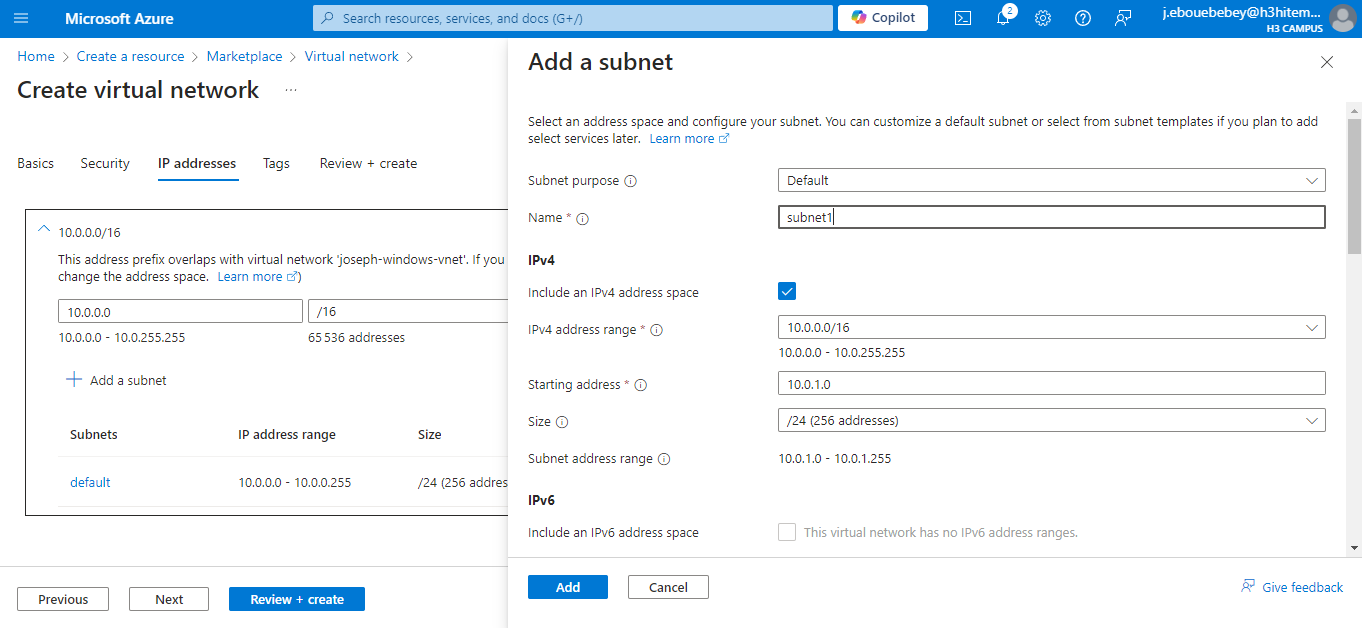 Microsoft Azure
Search resources, services, and docs (G+/)
Copilot
2
j.ebouebebey@h3hitem...
H3 CAMPUS
Home > Create a resource > Marketplace > Virtual network >
Create virtual network ...
Basics Security IP addresses Tags Review + create
10.0.0.0/16
This address prefix overlaps with virtual network 'joseph-windows-vnet'. If you
change the address space. Learn more )
10.0.0.0 /16
10.0.0.0 - 10.0.255.255 65 536 addresses
+ Add a subnet
Subnets IP address range Size
default 10.0.0.0 - 10.0.0.255 /24 (256 addres
Previous Next Review + create
Add a subnet
Select an address space and configure your subnet. You can customize a default subnet or select from subnet templates if you plan to add
select services later. Learn more
Subnet purpose Default
Name * subnet1
IPv4
Include an IPv4 address space
IPv4 address range * 10.0.0.0/16
10.0.0.0 - 10.0.255.255
Starting address * 10.0.1.0
Size /24 (256 addresses)
Subnet address range 10.0.1.0 - 10.0.1.255
IPv6
Include an IPv6 address space This virtual network has no IPv6 address ranges.
Add Cancel Give feedback